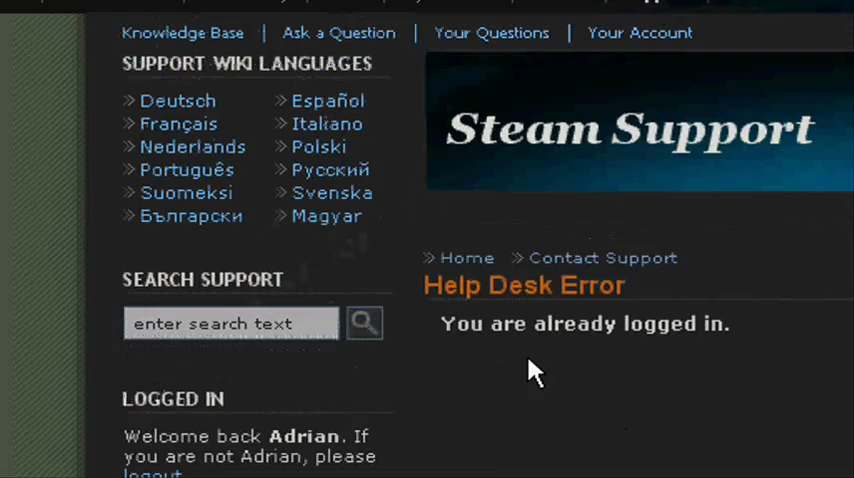 Knowledge Base | Ask a Question | Your Questions | Your Account
SUPPORT WIKI LANGUAGES
» Deutsch » Español
» Français » Italiano
» Nederlands » Polski
» Português » Русский
» Suomeksi » Svenska
» Български » Magyar
Steam Support
» Home » Contact Support
Help Desk Error
You are already logged in.
SEARCH SUPPORT
enter search text
LOGGED IN
Welcome back Adrian. If
you are not Adrian, please
logout